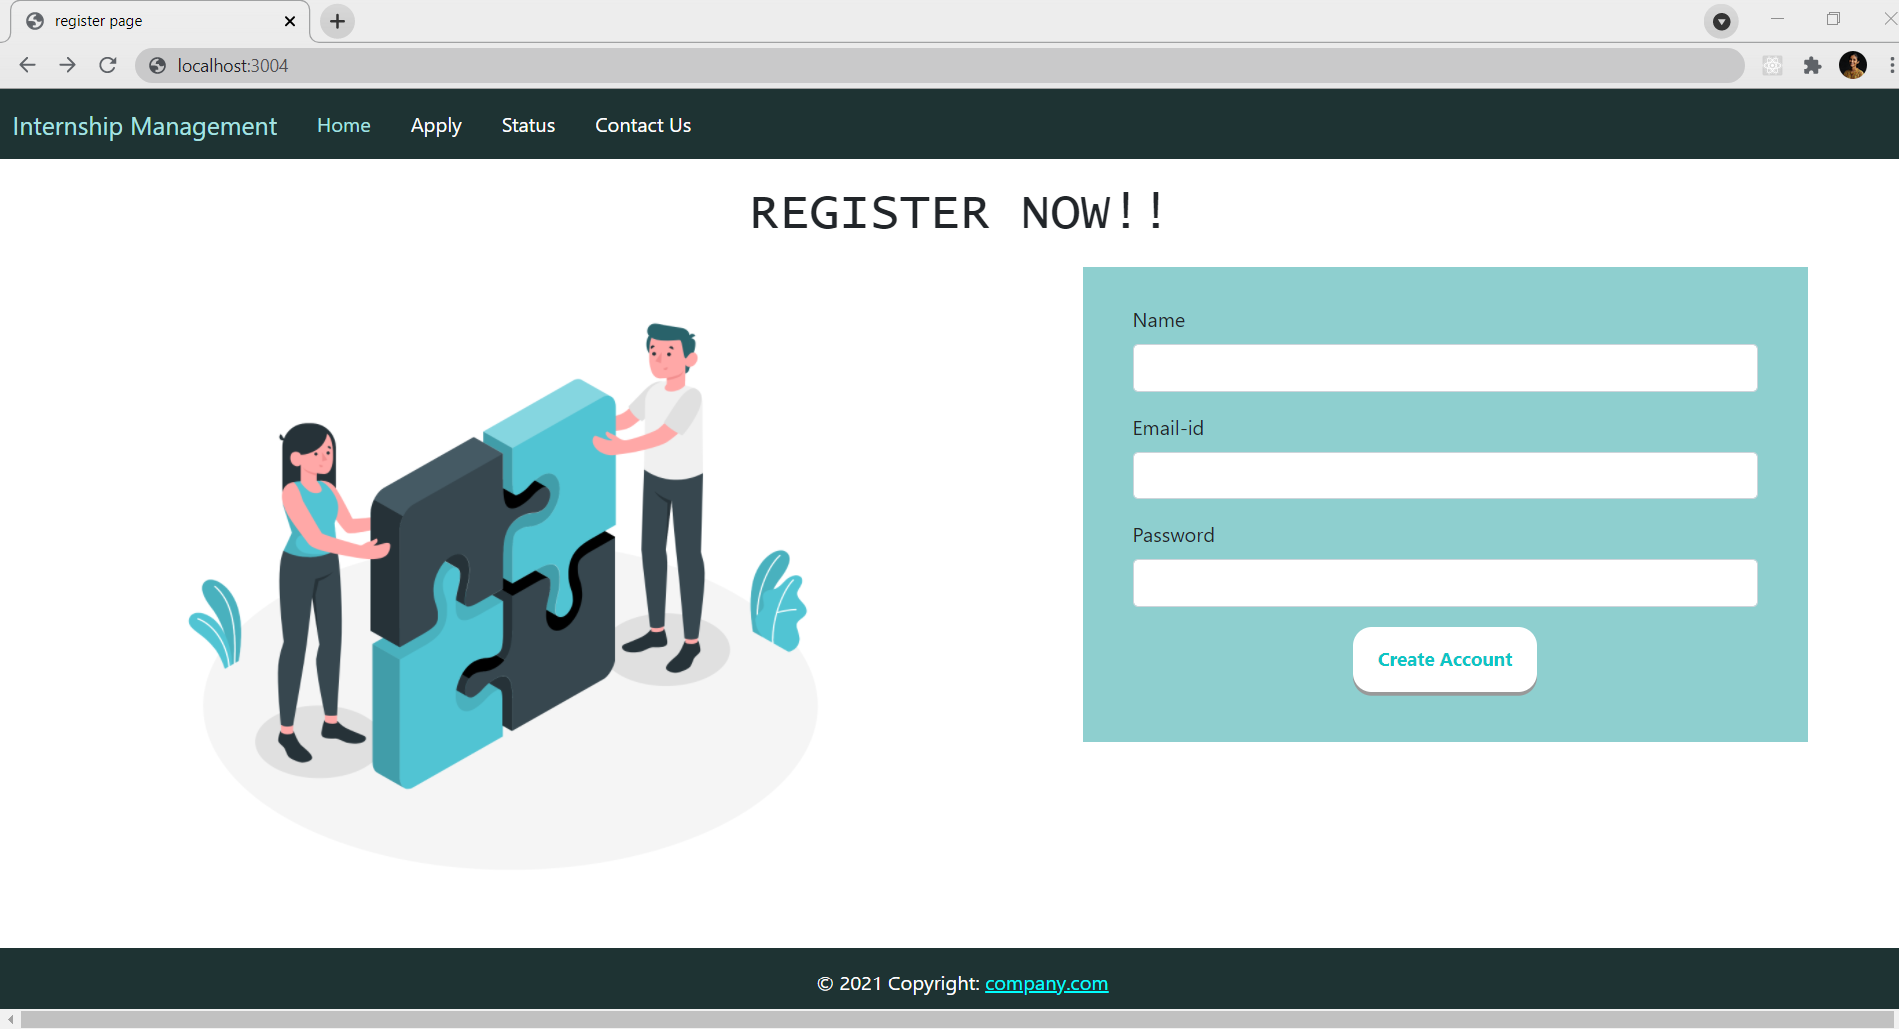 register page
localhost:3004
Internship Management Home Apply Status Contact Us
REGISTER NOW!!
Name
Email-id
Password
Create Account
© 2021 Copyright: company.com